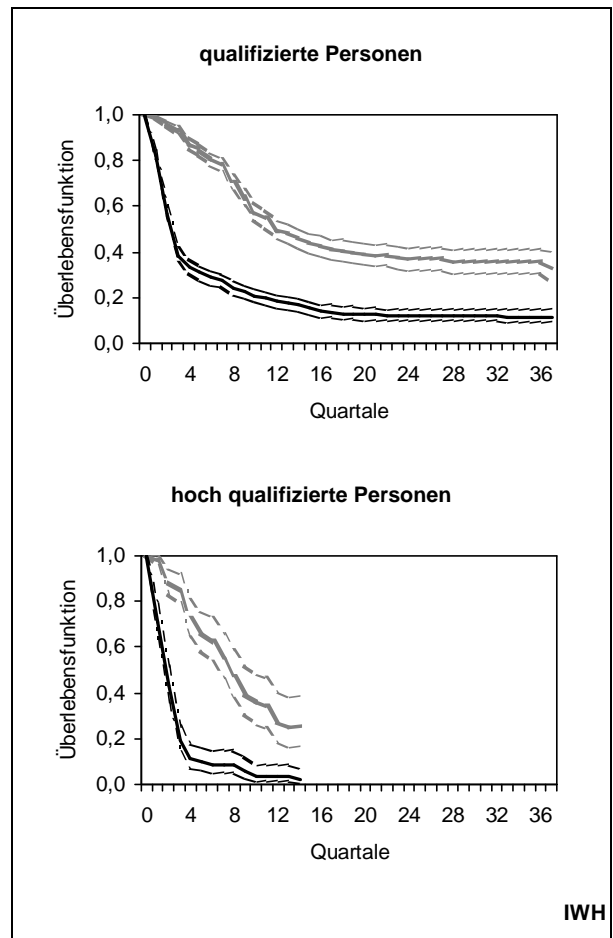 qualifizierte Personen
Überlebensfunktion
1,0
0,8
0,6
0,4
0,2
0,0
0 4 8 12 16 20 24 28 32 36
Quartale
hoch qualifizierte Personen
Überlebensfunktion
1,0
0,8
0,6
0,4
0,2
0,0
0 4 8 12 16 20 24 28 32 36
Quartale
IWH